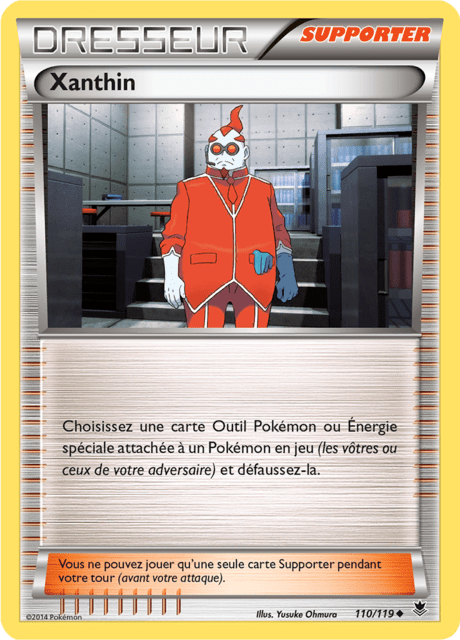 DRESSEUR
SUPPORTER
Xanthin
Choisissez une carte Outil Pokémon ou Énergie
spéciale attachée à un Pokémon en jeu (les vôtres ou
ceux de votre adversaire) et défaussez-la.
Vous ne pouvez jouer qu'une seule carte Supporter pendant
votre tour (avant votre attaque).
©2014 Pokémon
Illus. Yusuke Ohmura
110/119